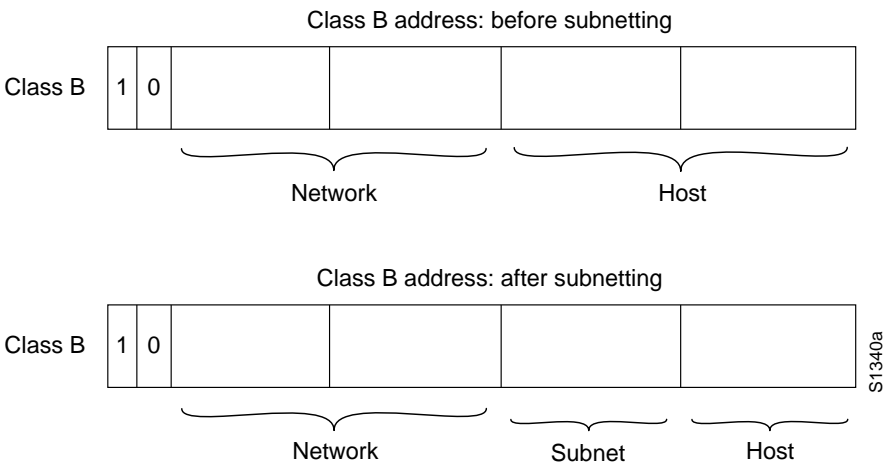 Class B address: before subnetting
Class B 1 0
Network Host
Class B address: after subnetting
Class B 1 0
S1340a
Network Subnet Host